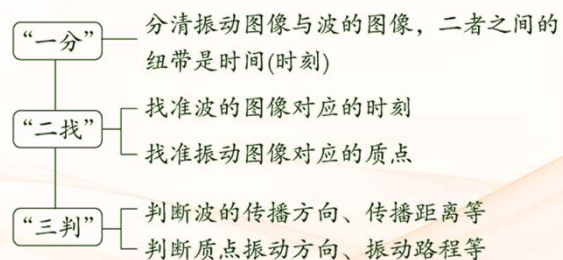 “一分”
分清振动图像与波的图像，二者之间的
纽带是时间(时刻)
“二找”
找准波的图像对应的时刻
找准振动图像对应的质点
“三判”
判断波的传播方向、传播距离等
判断质点振动方向、振动路程等